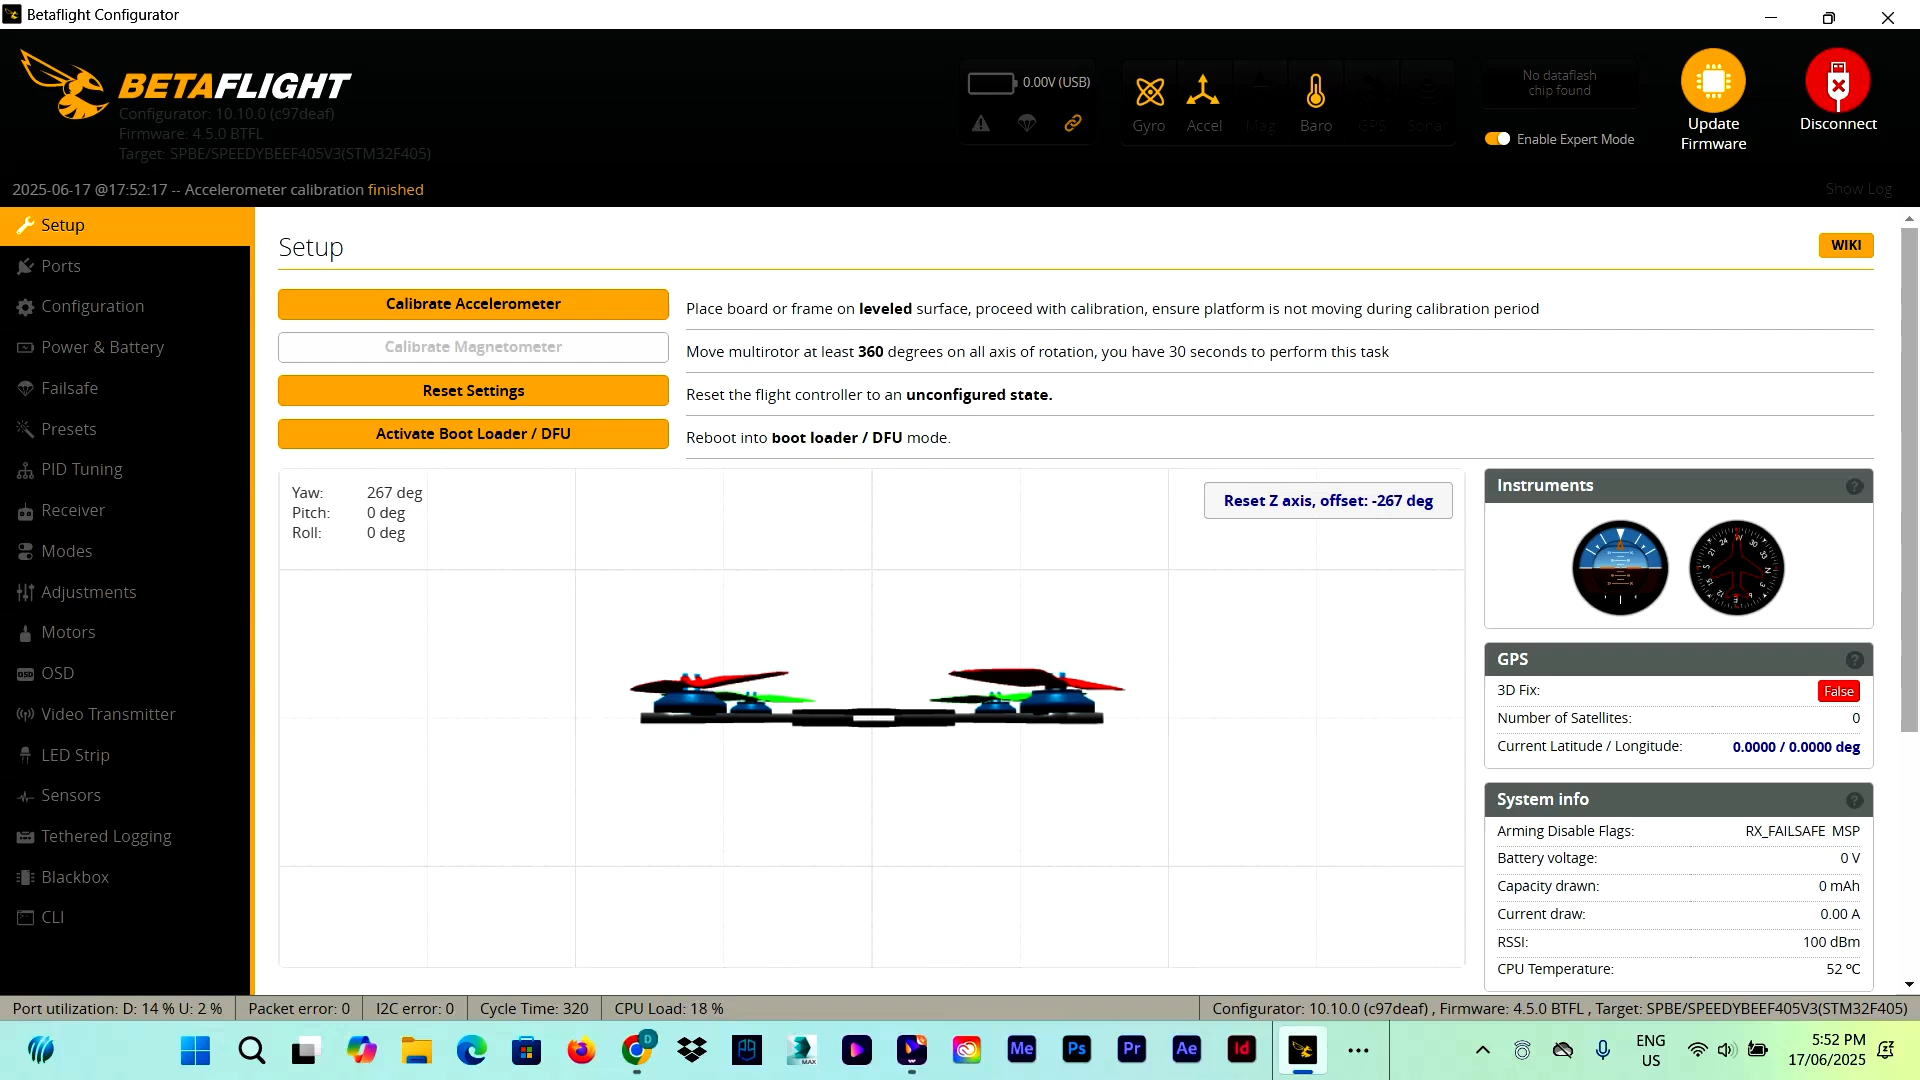 Betaflight Configurator
BETAFLIGHT
Configurator: 10.10.0 (c97deaf)
Firmware: 4.5.0 BTFL
Target: SPBE/SPEEDYBEEF405V3(STM32F405)
0.00V (USB)
Gyro Accel Mag Baro GPS Sonar
No dataflash
chip found
Enable Expert Mode
Update
Firmware
Disconnect
2025-06-17 @17:52:17 -- Accelerometer calibration finished
Show Log
Setup
Ports
Configuration
Power & Battery
Failsafe
Presets
PID Tuning
Receiver
Modes
Adjustments
Motors
OSD
Video Transmitter
LED Strip
Sensors
Tethered Logging
Blackbox
CLI
Setup
WIKI
Calibrate Accelerometer
Place board or frame on leveled surface, proceed with calibration, ensure platform is not moving during calibration period
Calibrate Magnetometer
Move multirotor at least 360 degrees on all axis of rotation, you have 30 seconds to perform this task
Reset Settings
Reset the flight controller to an unconfigured state.
Activate Boot Loader / DFU
Reboot into boot loader / DFU mode.
Yaw: 267 deg
Pitch: 0 deg
Roll: 0 deg
Reset Z axis, offset: -267 deg
Instruments
GPS
3D Fix: False
Number of Satellites: 0
Current Latitude / Longitude: 0.0000 / 0.0000 deg
System info
Arming Disable Flags: RX_FAILSAFE MSP
Battery voltage: 0 V
Capacity drawn: 0 mAh
Current draw: 0.00 A
RSSI: 100 dBm
CPU Temperature: 52 °C
Port utilization: D: 14 % U: 2 %
Packet error: 0
I2C error: 0
Cycle Time: 320
CPU Load: 18 %
Configurator: 10.10.0 (c97deaf) , Firmware: 4.5.0 BTFL , Target: SPBE/SPEEDYBEEF405V3(STM32F405)
D
MAX
Me
Ps
Pr
Ae
Id
ENG
US
5:52 PM
17/06/2025